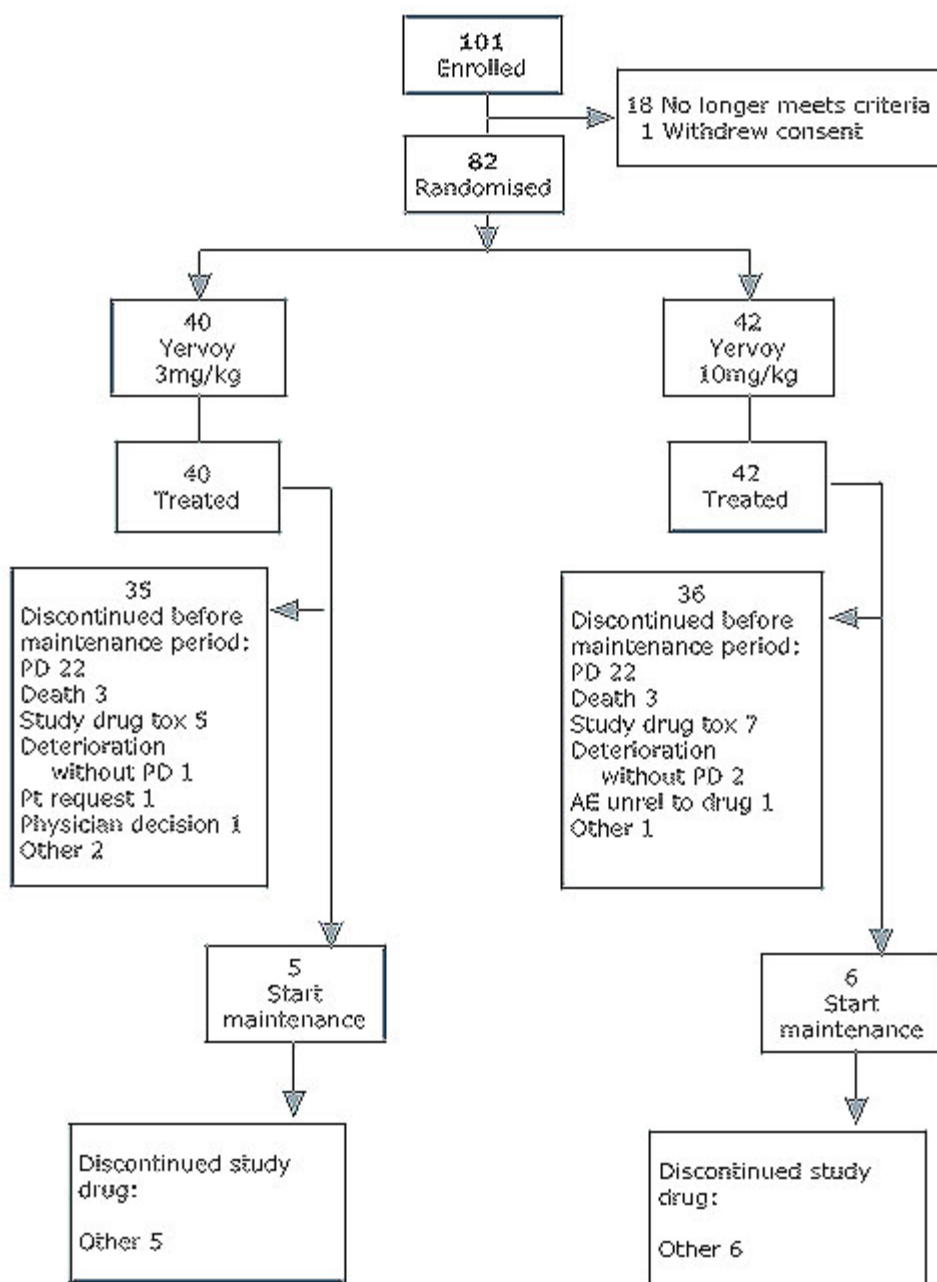 101
Enrolled
18 No longer meets criteria
1 Withdrew consent
82
Randomised
40
Yervoy
3mg/kg
42
Yervoy
10mg/kg
40
Treated
42
Treated
35
Discontinued before
maintenance period:
PD 22
Death 3
Study drug tox 5
Deterioration
without PD 1
Pt request 1
Physician decision 1
Other 2
36
Discontinued before
maintenance period:
PD 22
Death 3
Study drug tox 7
Deterioration
without PD 2
AE unrel to drug 1
Other 1
5
Start
maintenance
6
Start
maintenance
Discontinued study
drug:
Other 5
Discontinued study
drug:
Other 6